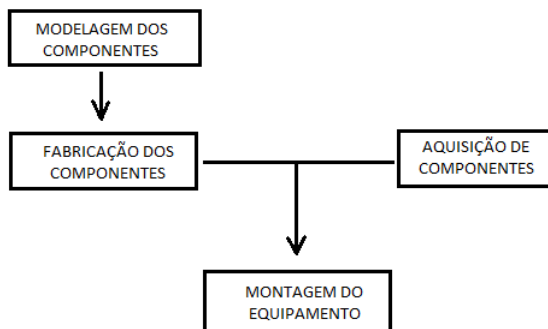 MODELAGEM DOS
COMPONENTES
FABRICAÇÃO DOS
COMPONENTES
AQUISIÇÃO DE
COMPONENTES
MONTAGEM DO
EQUIPAMENTO